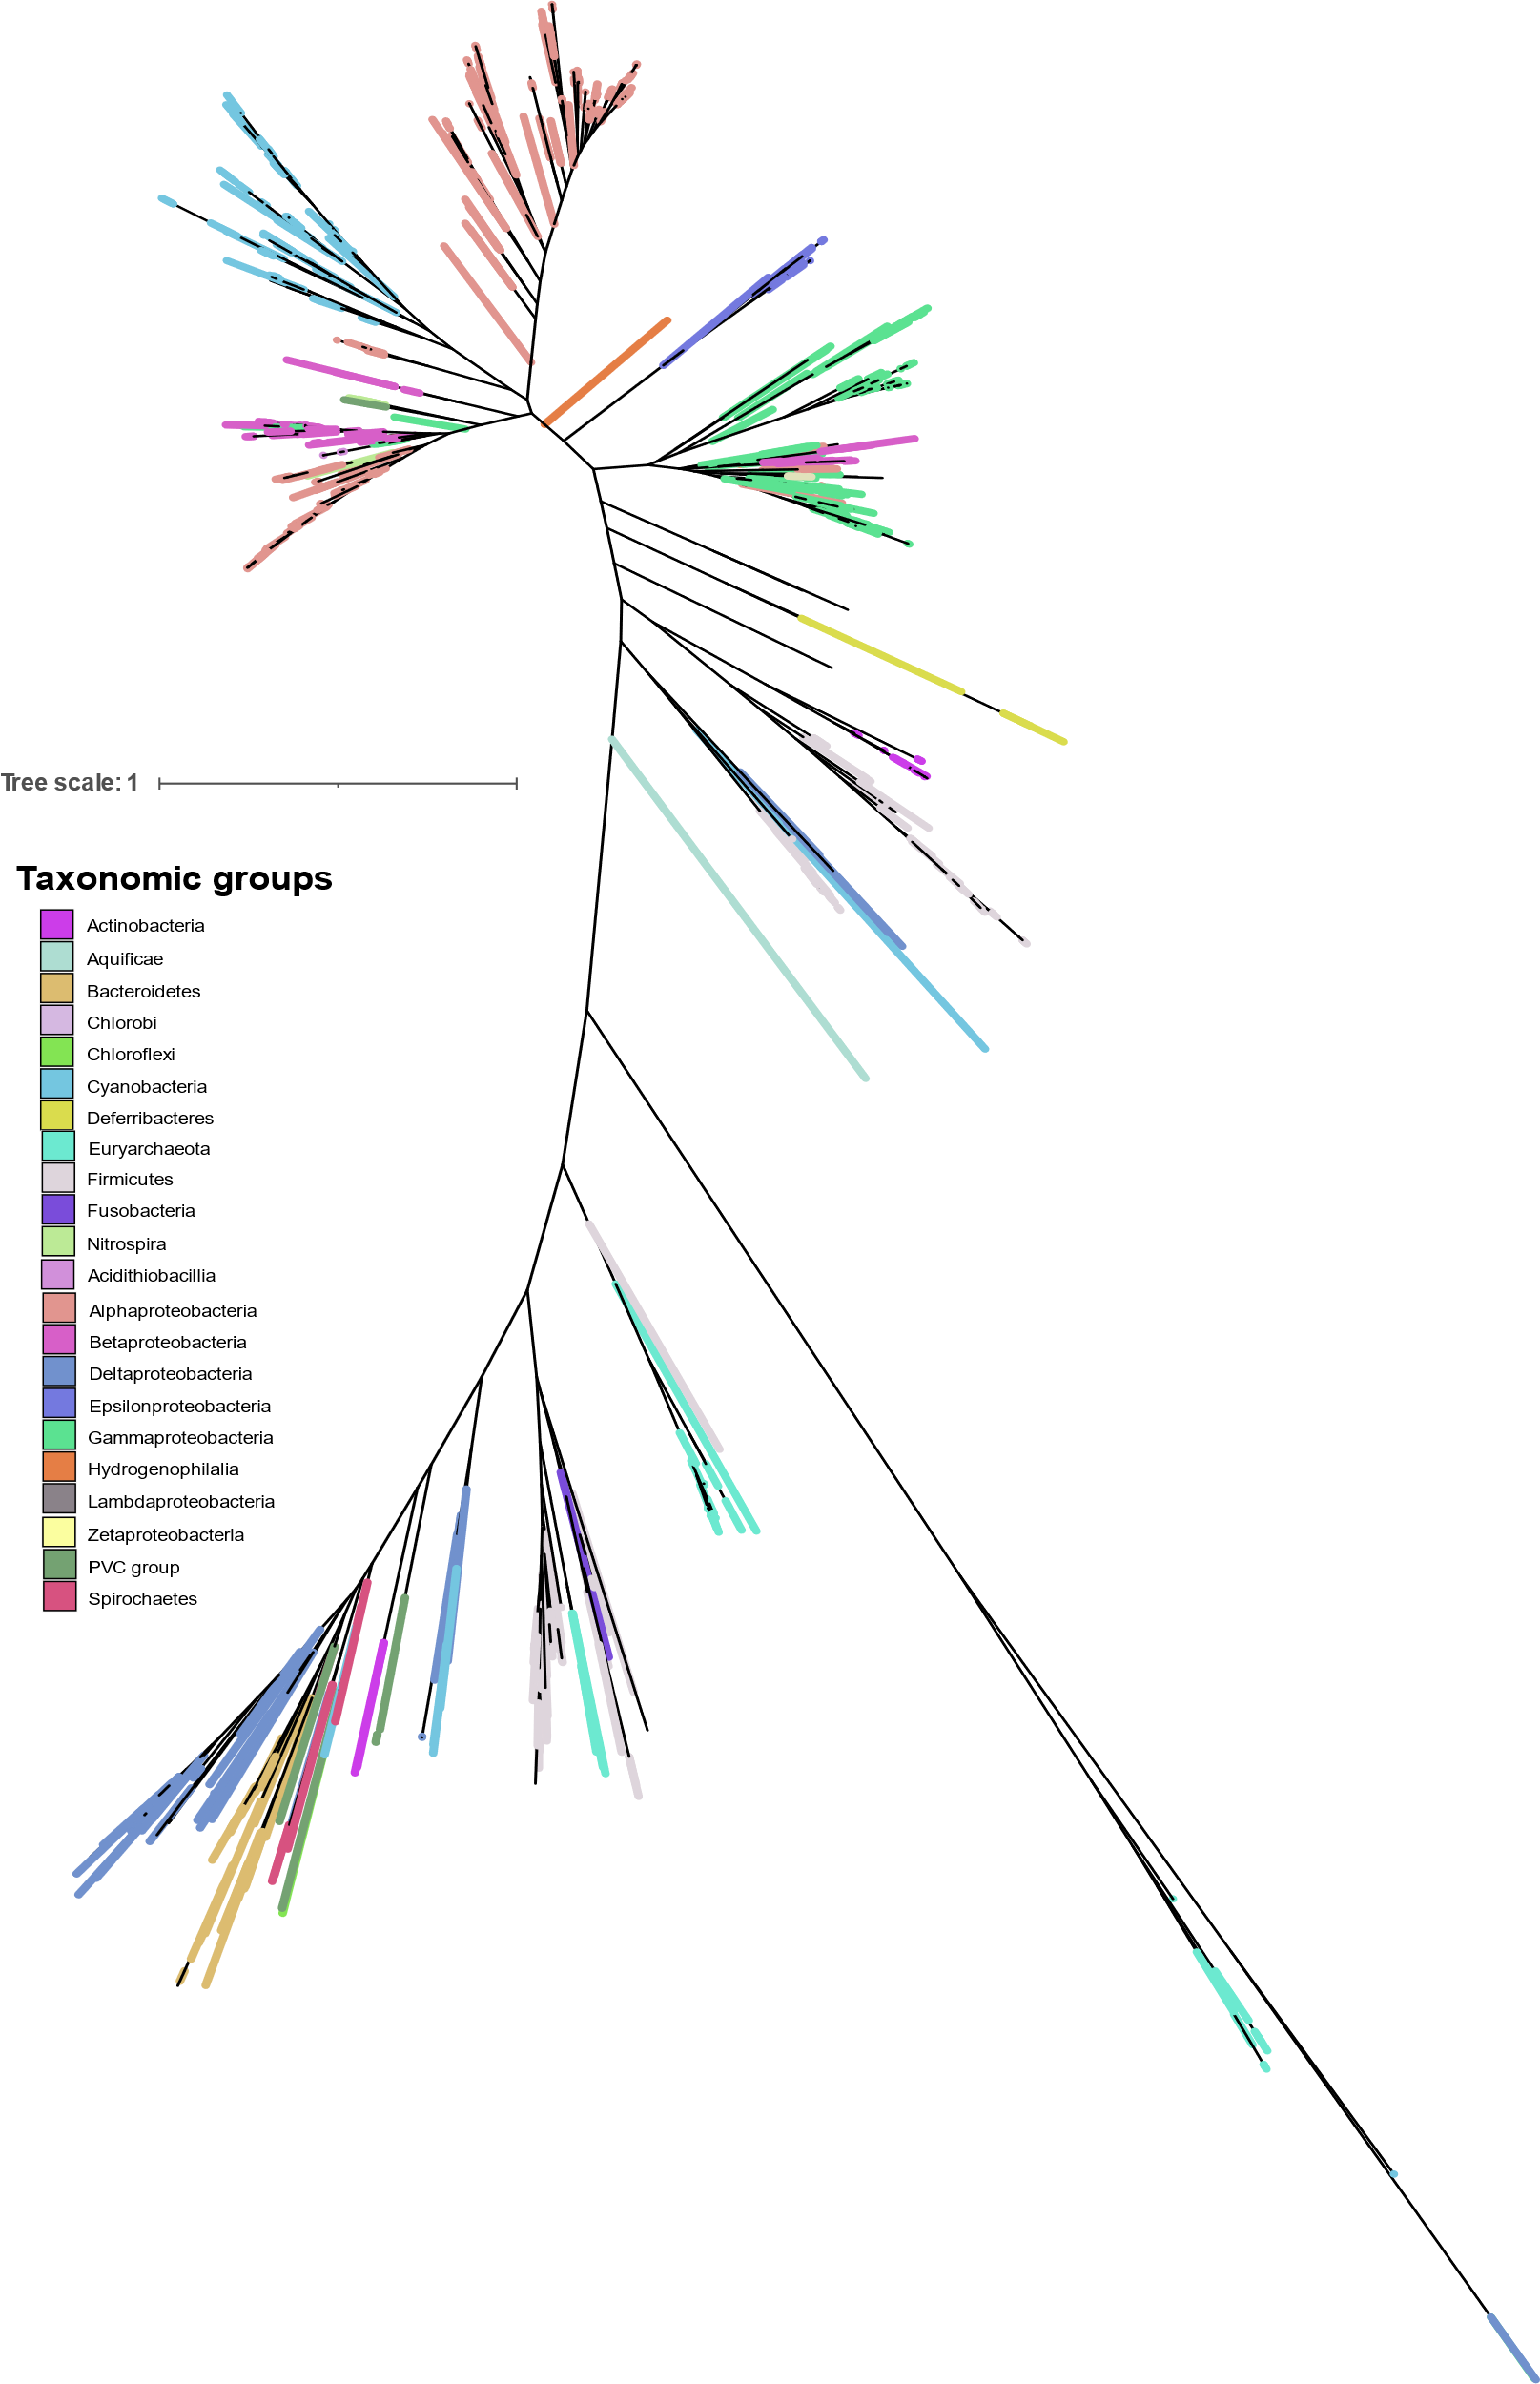 Tree scale: 1
Taxonomic groups
Actinobacteria
Aquificae
Bacteroidetes
Chlorobi
Chloroflexi
Cyanobacteria
Deferribacteres
Euryarchaeota
Firmicutes
Fusobacteria
Nitrospira
Acidithiobacillia
Alphaproteobacteria
Betaproteobacteria
Deltaproteobacteria
Epsilonproteobacteria
Gammaproteobacteria
Hydrogenophilalia
Lambdaproteobacteria
Zetaproteobacteria
PVC group
Spirochaetes